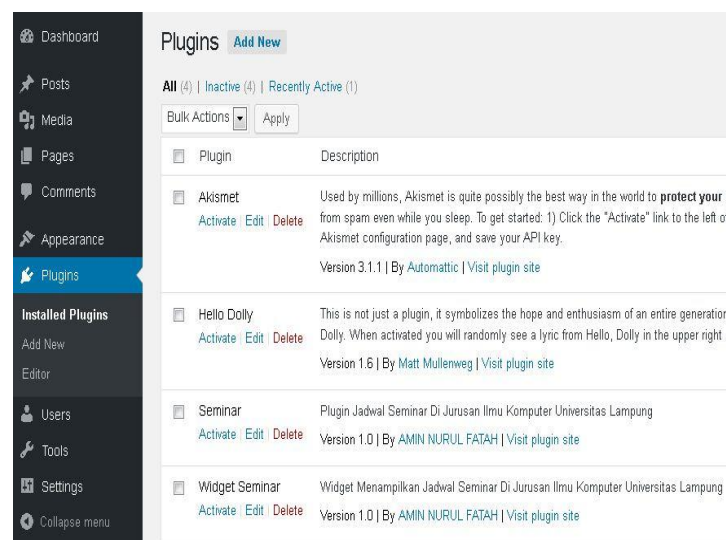 Dashboard
Posts
Media
Pages
Comments
Appearance
Plugins
Installed Plugins
Add New
Editor
Users
Tools
Settings
Collapse menu
Plugins Add New
All (4) | Inactive (4) | Recently Active (1)
Bulk Actions Apply
Plugin Description
Akismet
Activate | Edit | Delete
Used by millions, Akismet is quite possibly the best way in the world to protect your
from spam even while you sleep. To get started: 1) Click the "Activate" link to the left of
Akismet configuration page, and save your API key.
Version 3.1.1 | By Automattic | Visit plugin site
Hello Dolly
Activate | Edit | Delete
This is not just a plugin, it symbolizes the hope and enthusiasm of an entire generation
Dolly. When activated you will randomly see a lyric from Hello, Dolly in the upper right
Version 1.6 | By Matt Mullenweg | Visit plugin site
Seminar
Activate | Edit | Delete
Plugin Jadwal Seminar Di Jurusan Ilmu Komputer Universitas Lampung
Version 1.0 | By AMIN NURUL FATAH | Visit plugin site
Widget Seminar
Activate | Edit | Delete
Widget Menampilkan Jadwal Seminar Di Jurusan Ilmu Komputer Universitas Lampung
Version 1.0 | By AMIN NURUL FATAH | Visit plugin site